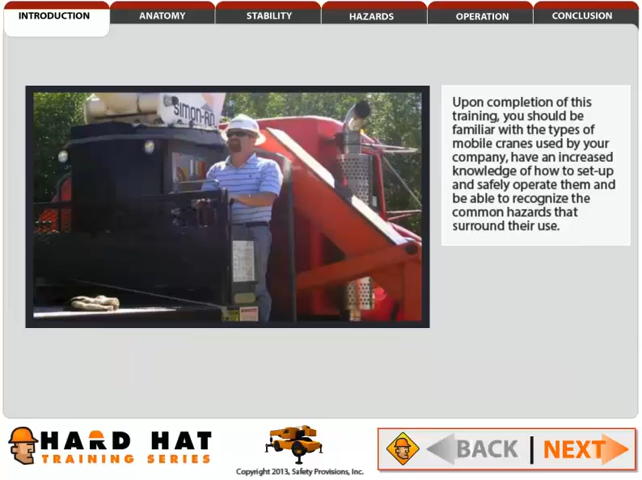 INTRODUCTION
ANATOMY
STABILITY
HAZARDS
OPERATION
CONCLUSION
SIMON-RO
Upon completion of this
training, you should be
familiar with the types of
mobile cranes used by your
company, have an increased
knowledge of how to set-up
and safely operate them and
be able to recognize the
common hazards that
surround their use.
HARD HAT
TRAINING SERIES
Copyright 2013, Safety Provisions, Inc.
BACK | NEXT